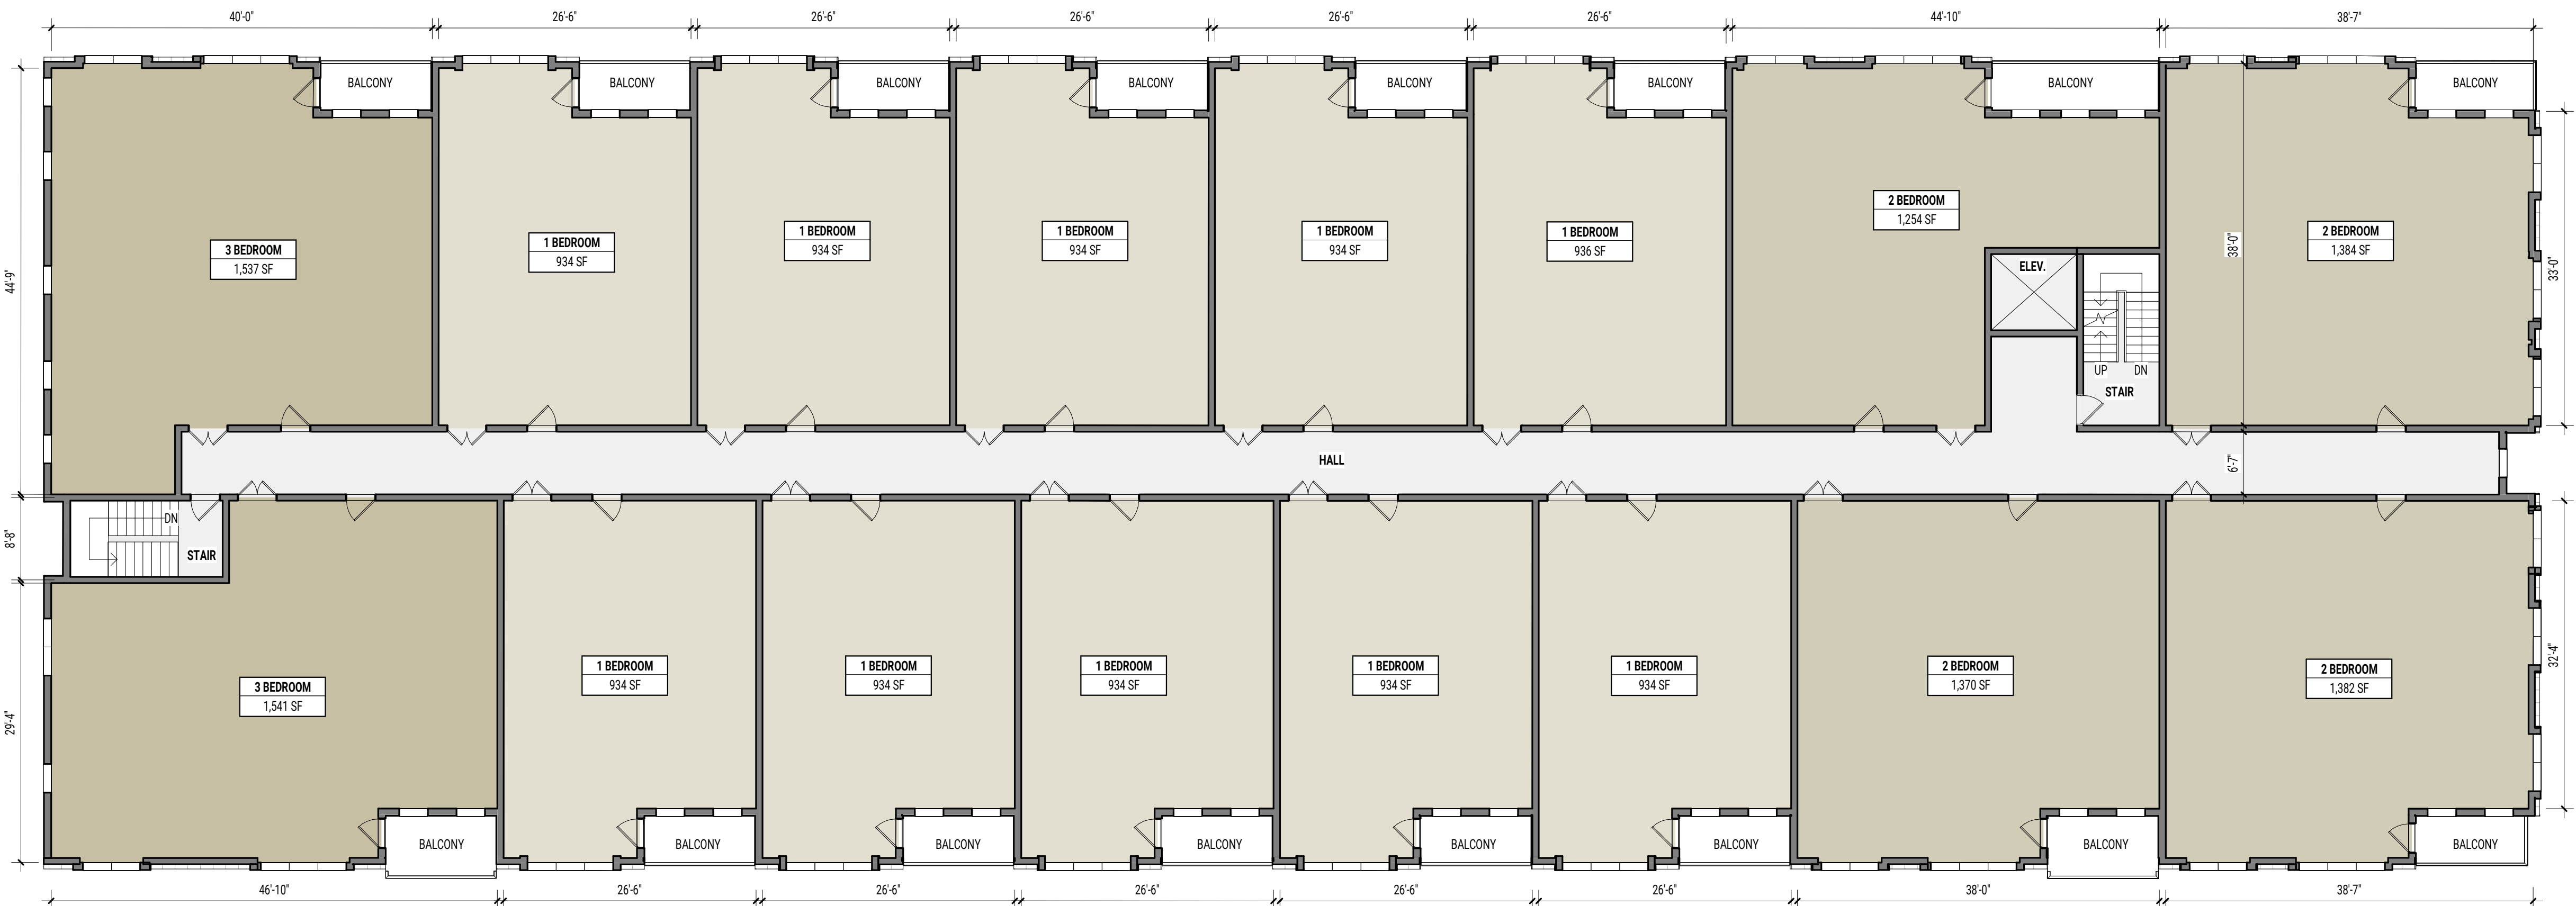 40'-0" 26'-6" 26'-6" 26'-6" 26'-6" 26'-6" 44'-10" 38'-7"
BALCONY BALCONY BALCONY BALCONY BALCONY BALCONY BALCONY BALCONY
44'-9"
3 BEDROOM
1,537 SF
1 BEDROOM
934 SF
1 BEDROOM
934 SF
1 BEDROOM
934 SF
1 BEDROOM
934 SF
1 BEDROOM
936 SF
2 BEDROOM
1,254 SF
ELEV.
UP DN
STAIR
38'-0"
2 BEDROOM
1,384 SF
33'-0"
HALL
6'-7"
8'-8"
DN
STAIR
29'-4"
3 BEDROOM
1,541 SF
1 BEDROOM
934 SF
1 BEDROOM
934 SF
1 BEDROOM
934 SF
1 BEDROOM
934 SF
1 BEDROOM
934 SF
2 BEDROOM
1,370 SF
2 BEDROOM
1,382 SF
32'-4"
BALCONY BALCONY BALCONY BALCONY BALCONY BALCONY BALCONY BALCONY
46'-10" 26'-6" 26'-6" 26'-6" 26'-6" 26'-6" 38'-0" 38'-7"